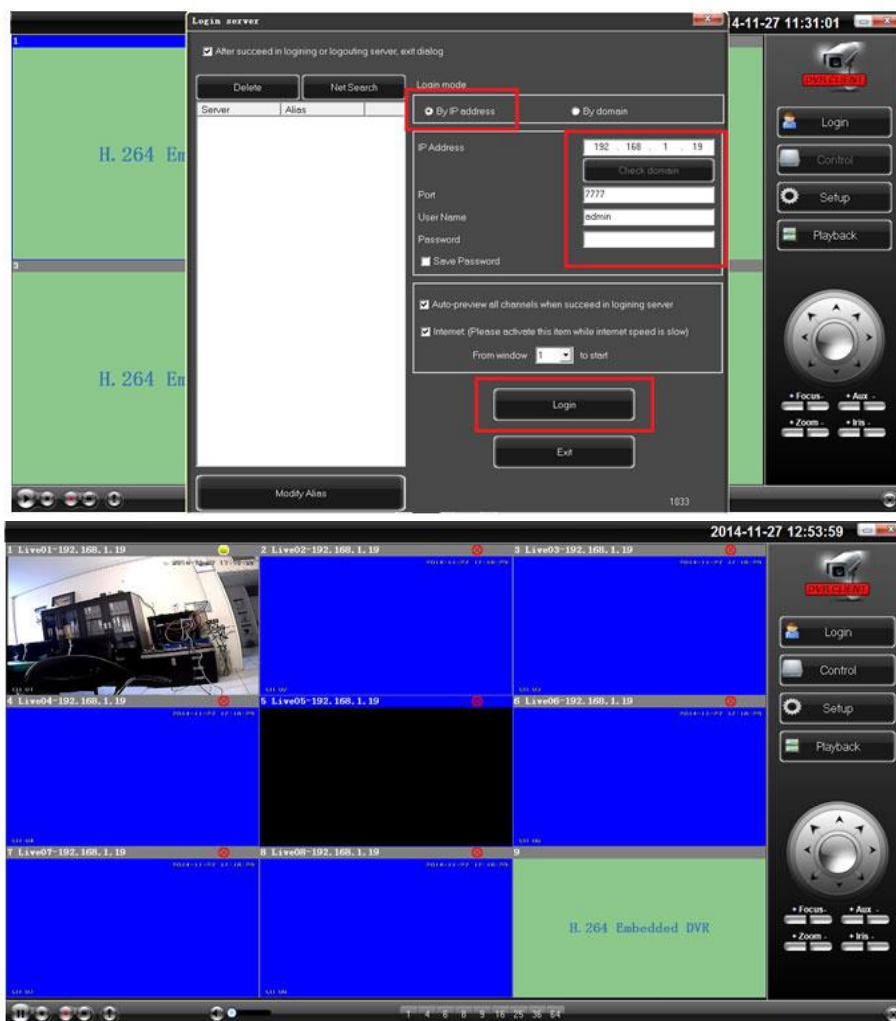 Login server
4-11-27 11:31:01
1
After succeed in logining or logouting server, exit dialog
DVR CLIENT
Delete
Net Search
Login mode
Server
Alias
By IP address
By domain
Login
H. 264 Em
IP Address
192 . 168 . 1 . 19
Control
Check domain
Port
7777
Setup
User Name
admin
Password
Playback
Save Password
3
Auto-preview all channels when succeed in logining server
Internet (Please activate this item while internet speed is slow)
From window
1
to start
H. 264 Em
+Focus-
+Aux -
Login
+Zoom -
+Iris -
Exit
Modify Alias
1033
2014-11-27 12:53:59
1 Live01-192.168.1.19
2 Live02-192.168.1.19
3 Live03-192.168.1.19
DVR CLIENT
Login
Control
4 Live04-192.168.1.19
5 Live05-192.168.1.19
6 Live06-192.168.1.19
Setup
Playback
7 Live07-192.168.1.19
8 Live08-192.168.1.19
9
H. 264 Embedded DVR
+Focus-
+Aux -
+Zoom -
+Iris -
1 4 6 8 9 16 25 36 64